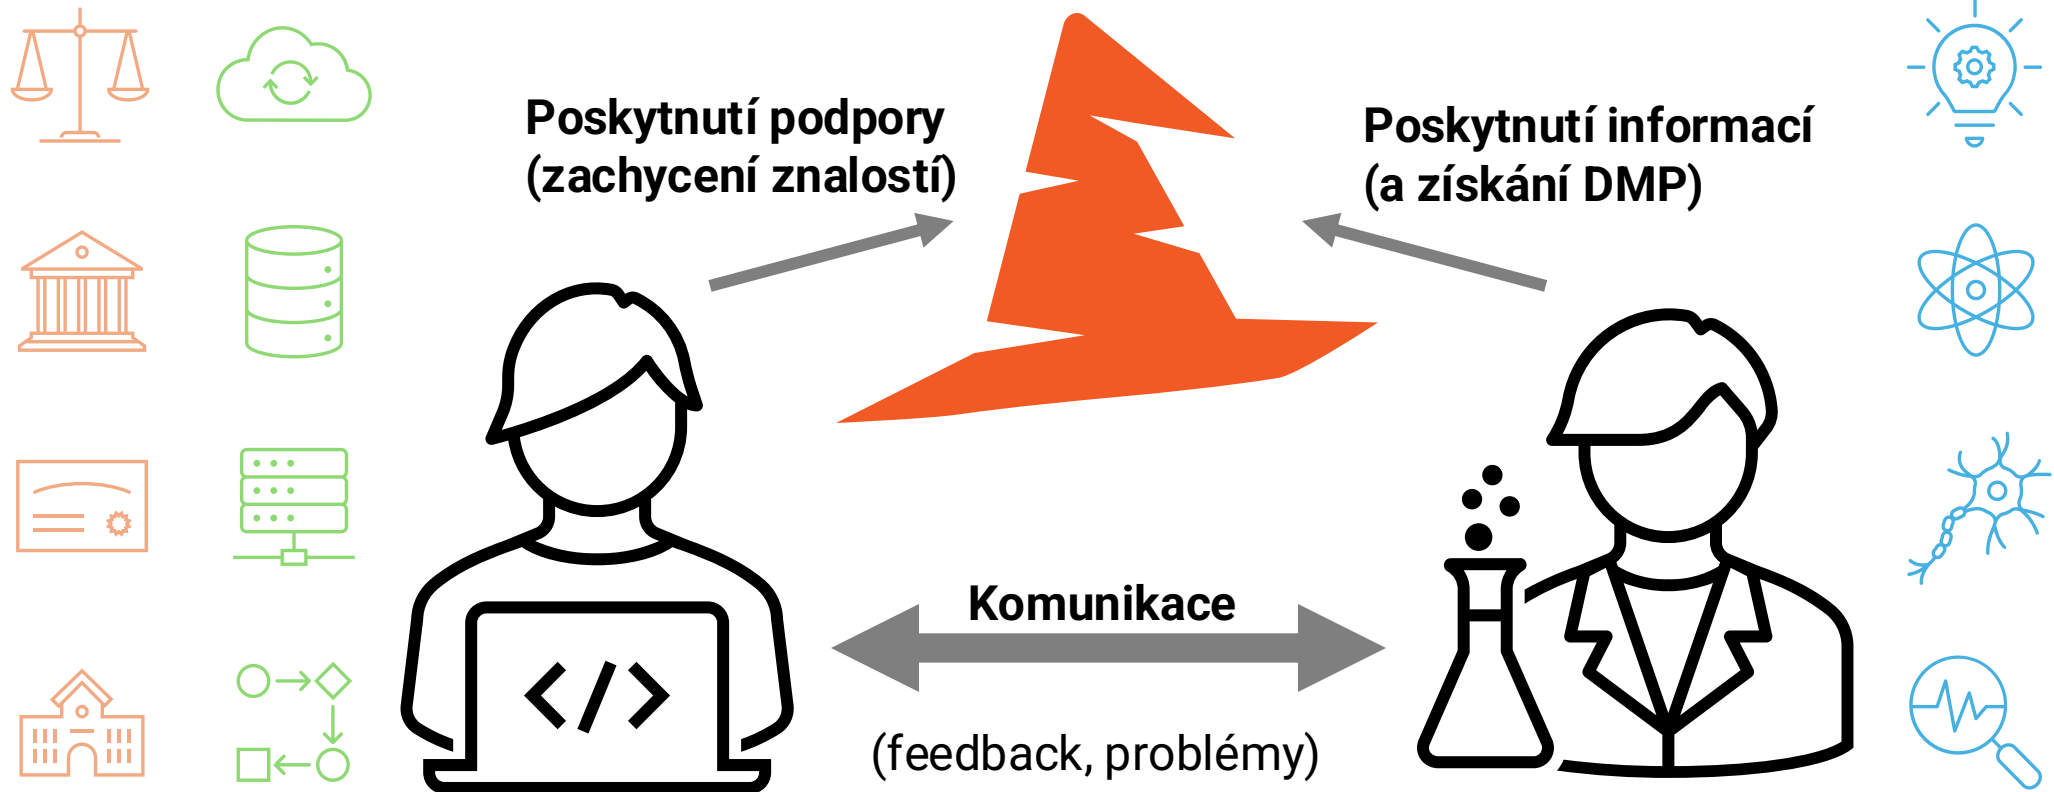 Poskytnutí podpory
(zachycení znalostí)
Poskytnutí informací
(a získání DMP)
Komunikace
(feedback, problémy)